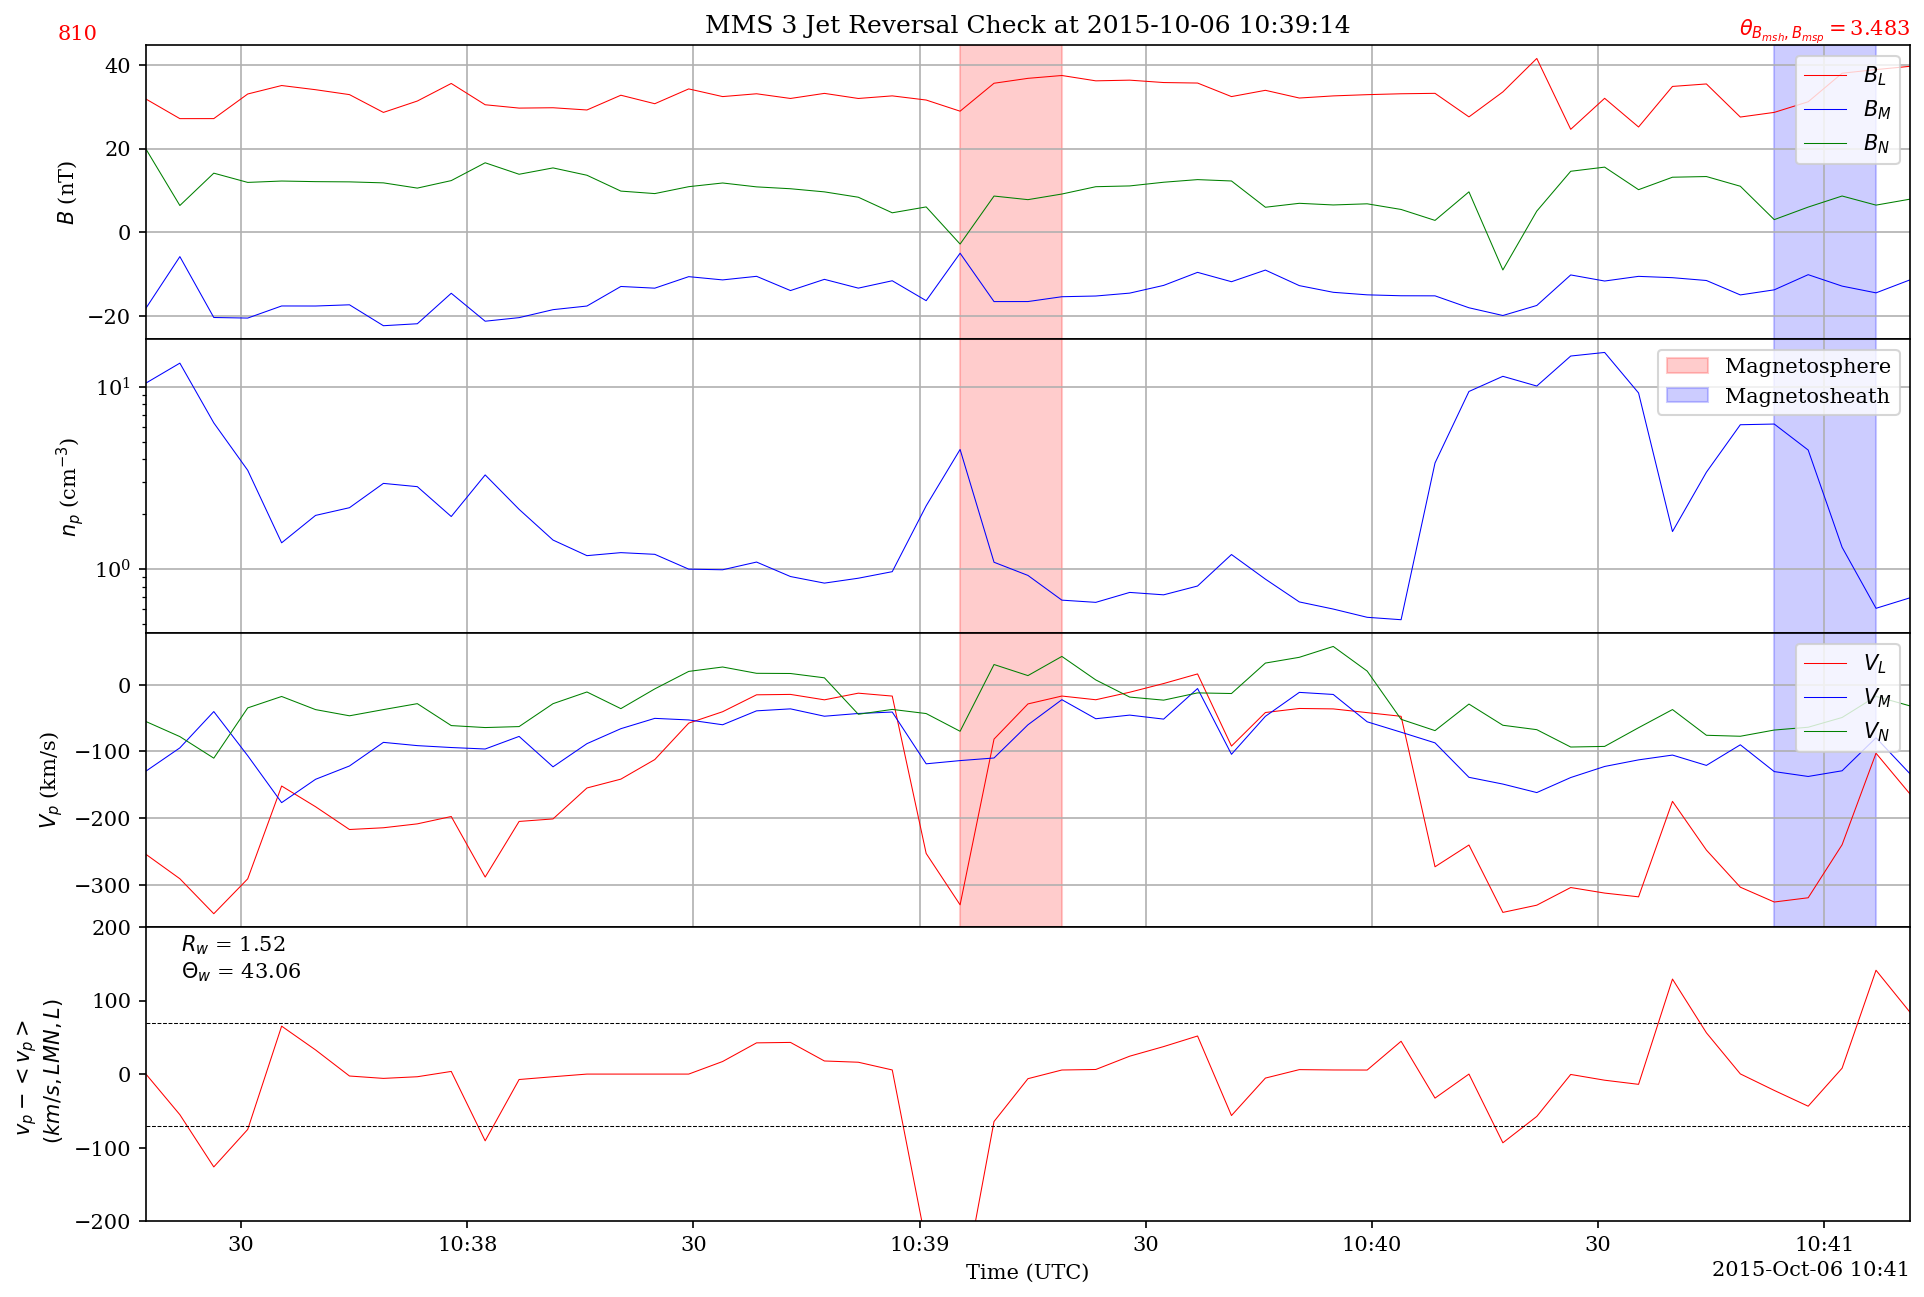 810
MMS 3 Jet Reversal Check at 2015-10-06 10:39:14
θ_{B_{msh}, B_{msp}} = 3.483
40
20
0
−20
B (nT)
B_L
B_M
B_N
10^1
10^0
n_p (cm^{−3})
Magnetosphere
Magnetosheath
0
−100
−200
−300
V_p (km/s)
V_L
V_M
V_N
200
100
0
−100
−200
v_p − < v_p >
(km/s, LMN, L)
R_w = 1.52
Θ_w = 43.06
30
10:38
30
10:39
30
10:40
30
10:41
Time (UTC)
2015-Oct-06 10:41